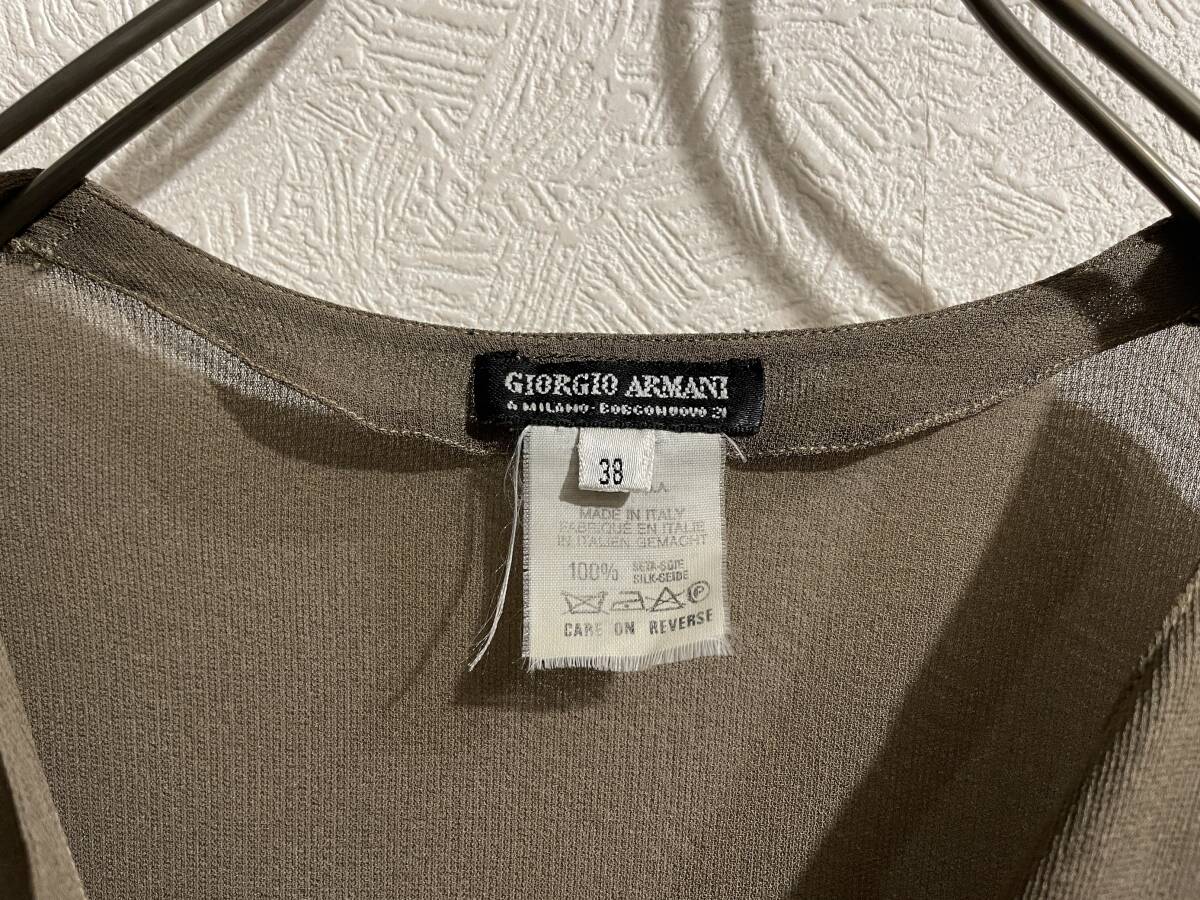 GIORGIO ARMANI
A MILANO-BORGONUOVO 21
38
MADE IN ITALY
FABRIQUÉ EN ITALIE
IN ITALIEN GEMACHT
100% SETA-SOIE
SILK-SEIDE
P
CARE ON REVERSE